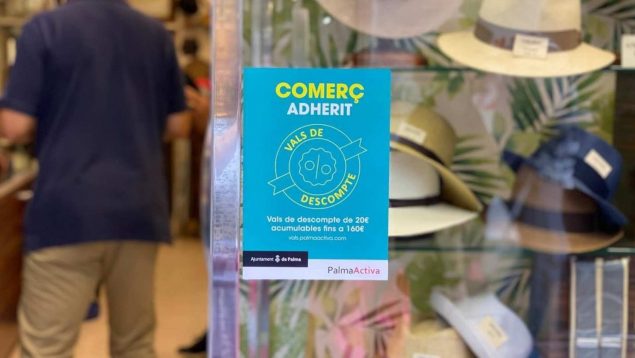 COMERÇ
ADHERIT
VALS DE
%
DESCOMPTE
Vals de descompte de 20€
acumulables fins a 160€
vals.palmaactiva.com
Ajuntament de Palma
PalmaActiva